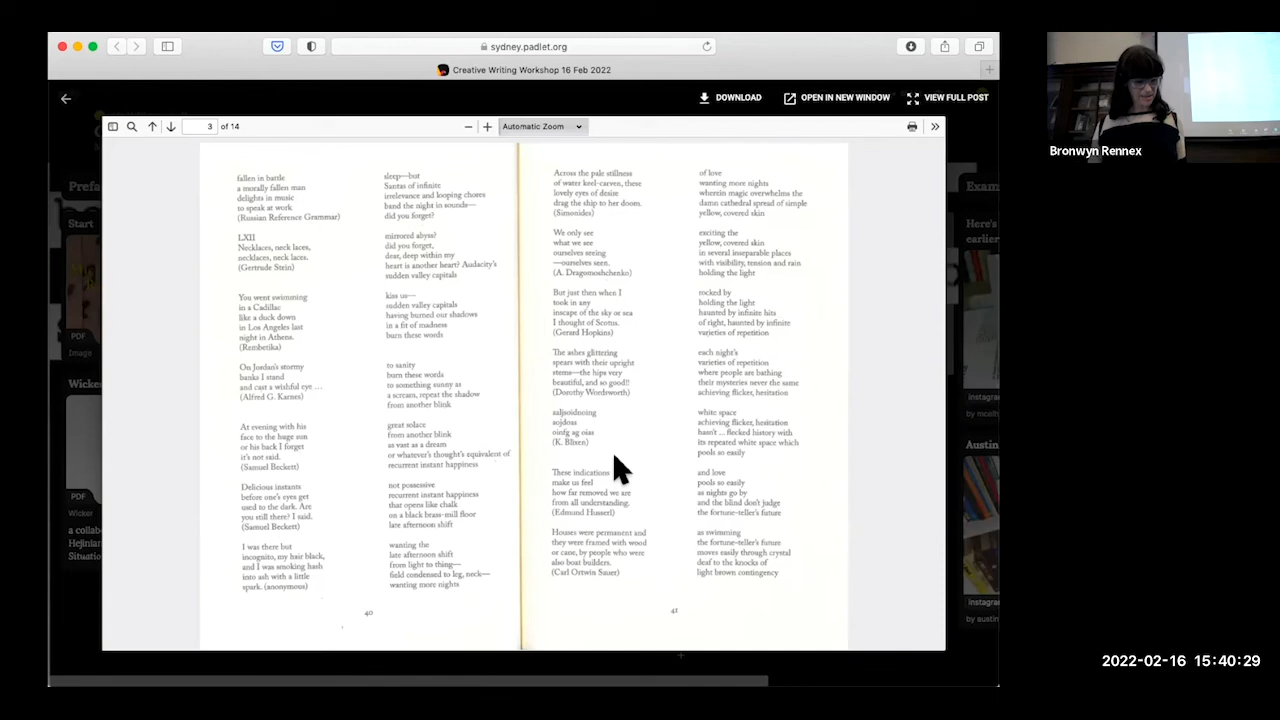 sydney.padlet.org
Creative Writing Workshop 16 Feb 2022
DOWNLOAD
OPEN IN NEW WINDOW
VIEW FULL POST
3 of 14
Automatic Zoom
Prefa
Start
PDF
Image
Wicke
PDF
Wicker
a collab
Hejinian
Situatio
fallen in battle
a morally fallen man
delights in music
to speak at work
(Russian Reference Grammar)
LXII
Necklaces, neck laces,
necklaces, neck laces.
(Gertrude Stein)
You went swimming
in a Cadillac
like a duck down
in Los Angeles last
night in Athens.
(Rembetika)
On Jordan's stormy
banks I stand
and cast a wishful eye ...
(Alfred G. Karnes)
At evening with his
face to the huge sun
or his back I forget
it's not said.
(Samuel Beckett)
Delicious instants
before one's eyes get
used to the dark. Are
you still there? I said.
(Samuel Beckett)
I was there but
incognito, my hair black,
and I was smoking hash
into ash with a little
spark. (anonymous)
sleep—but
Santas of infinite
irrelevance and looping chores
band the night in sounds—
did you forget?
mirrored abyss?
did you forget,
dear, deep within my
heart is another heart? Audacity's
sudden valley capitals
kiss us—
sudden valley capitals
having burned our shadows
in a fit of madness
burn these words
to sanity
burn these words
to something sunny as
a scream, repeat the shadow
from another blink
great solace
from another blink
as vast as a dream
or whatever's thought's equivalent of
recurrent instant happiness
not possessive
recurrent instant happiness
that opens like chalk
on a black brass-mill floor
late afternoon shift
wanting the
late afternoon shift
from light to thing—
field condensed to leg, neck—
wanting more nights
40
Across the pale stillness
of water keel-carven, these
lovely eyes of desire
drag the ship to her doom.
(Simonides)
We only see
what we see
ourselves seeing
—ourselves seen.
(A. Dragomoshchenko)
But just then when I
took in any
inscape of the sky or sea
I thought of Scotus.
(Gerard Hopkins)
The ashes glittering
spears with their upright
stems—the hips very
beautiful, and so good!!
(Dorothy Wordsworth)
saljsoidnoing
sojdoss
oinfg ag oias
(K. Blixen)
These indications
make us feel
how far removed we are
from all understanding.
(Edmund Husserl)
Houses were permanent and
they were framed with wood
or cane, by people who were
also boat builders.
(Carl Ortwin Sauer)
of love
wanting more nights
wherein magic overwhelms the
damn cathedral spread of simple
yellow, covered skin
exciting the
yellow, covered skin
in several inseparable places
with visibility, tension and rain
holding the light
rocked by
holding the light
haunted by infinite hits
of right, haunted by infinite
varieties of repetition
each night's
varieties of repetition
where people are bathing
their mysteries never the same
achieving flicker, hesitation
white space
achieving flicker, hesitation
hasn't ... flecked history with
its repeated white space which
pools so easily
and love
pools so easily
as nights go by
and the blind don't judge
the fortune-teller's future
as swimming
the fortune-teller's future
moves easily through crystal
deaf to the knocks of
light brown contingency
41
Exam
Here's
earlier
instagram
by mcelh
Austin
instagram
by austin
Bronwyn Rennex
2022-02-16 15:40:29